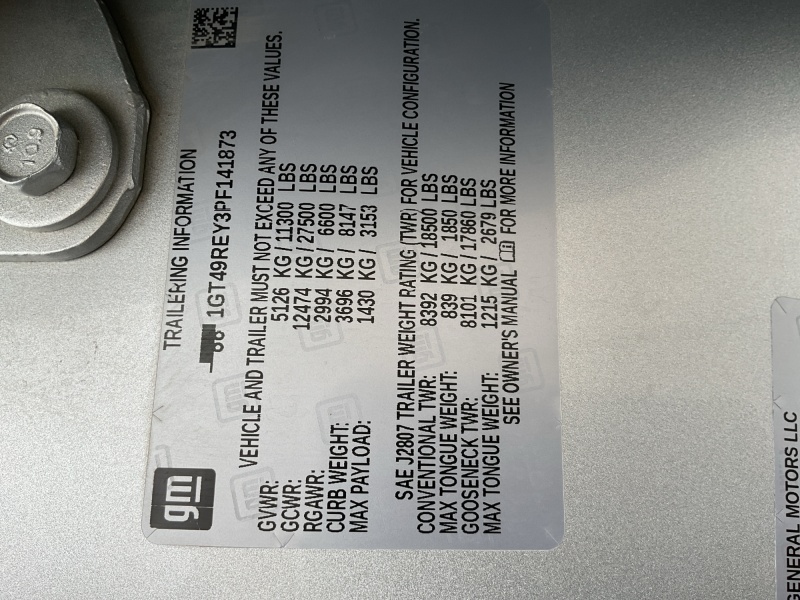 gm
TRAILERING INFORMATION
1GT49REY3PF141873
VEHICLE AND TRAILER MUST NOT EXCEED ANY OF THESE VALUES.
GVWR: 5126 KG / 11300 LBS
GCWR: 12474 KG / 27500 LBS
RGAWR: 2994 KG / 6600 LBS
CURB WEIGHT: 3696 KG / 8147 LBS
MAX PAYLOAD: 1430 KG / 3153 LBS
SAE J2807 TRAILER WEIGHT RATING (TWR) FOR VEHICLE CONFIGURATION.
CONVENTIONAL TWR: 8392 KG / 18500 LBS
MAX TONGUE WEIGHT: 839 KG / 1850 LBS
GOOSENECK TWR: 8101 KG / 17860 LBS
MAX TONGUE WEIGHT: 1215 KG / 2679 LBS
SEE OWNER'S MANUAL FOR MORE INFORMATION
GENERAL MOTORS LLC
10.9